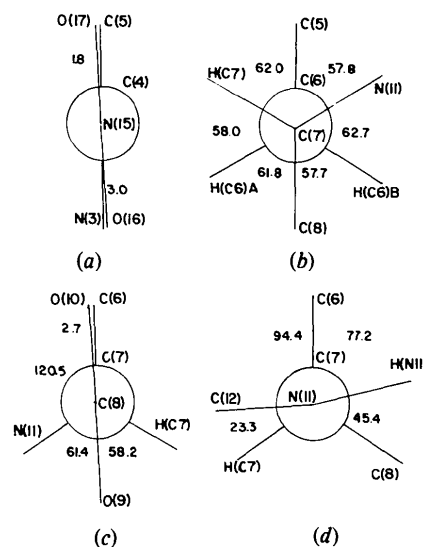 O(17) C(5)
1.8
C(4)
N(15)
3.0
N(3) O(16)
(a)
C(5)
H(C7) 62.0 57.8
C(6)
N(11)
58.0 C(7) 62.7
H(C6)A 61.8 57.7 H(C6)B
C(8)
(b)
O(10) C(6)
2.7
C(7)
120.5
C(8)
N(11) H(C7)
61.4 58.2
O(9)
(c)
C(6)
94.4 77.2
C(7)
H(N11
C(12) N(11)
23.3 45.4
H(C7) C(8)
(d)